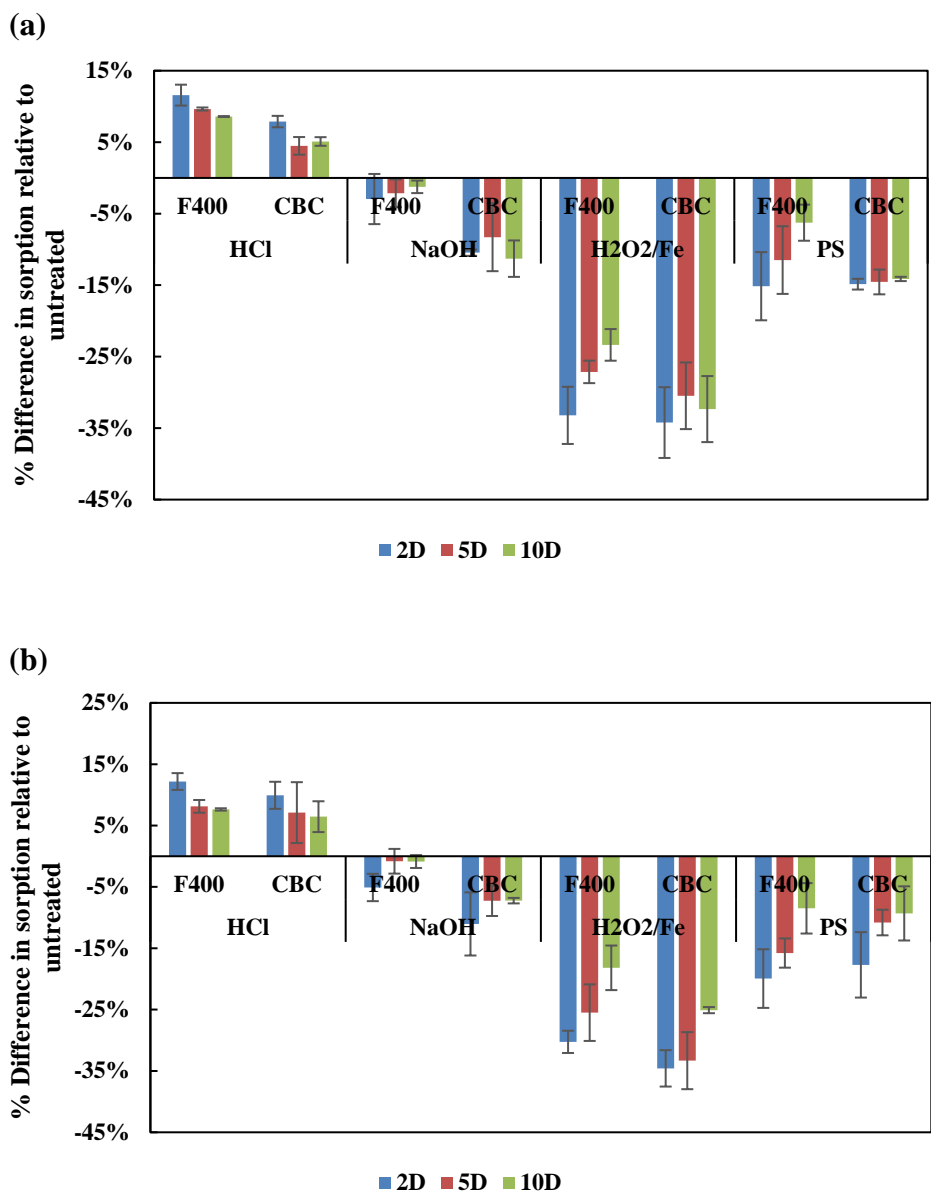 (a)
% Difference in sorption relative to
untreated
15%
5%
-5%
-15%
-25%
-35%
-45%
F400 CBC F400 CBC F400 CBC F400 CBC
HCl NaOH H2O2/Fe PS
2D 5D 10D
(b)
% Difference in sorption relative to
untreated
25%
15%
5%
-5%
-15%
-25%
-35%
-45%
F400 CBC F400 CBC F400 CBC F400 CBC
HCl NaOH H2O2/Fe PS
2D 5D 10D